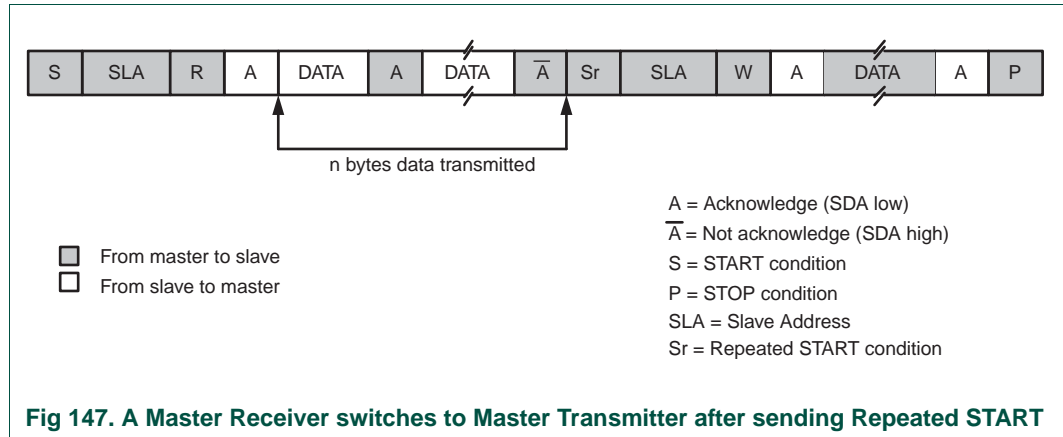 S SLA R A DATA A DATA A̅ Sr SLA W A DATA A P
n bytes data transmitted
From master to slave
From slave to master
A = Acknowledge (SDA low)
A̅ = Not acknowledge (SDA high)
S = START condition
P = STOP condition
SLA = Slave Address
Sr = Repeated START condition
Fig 147. A Master Receiver switches to Master Transmitter after sending Repeated START